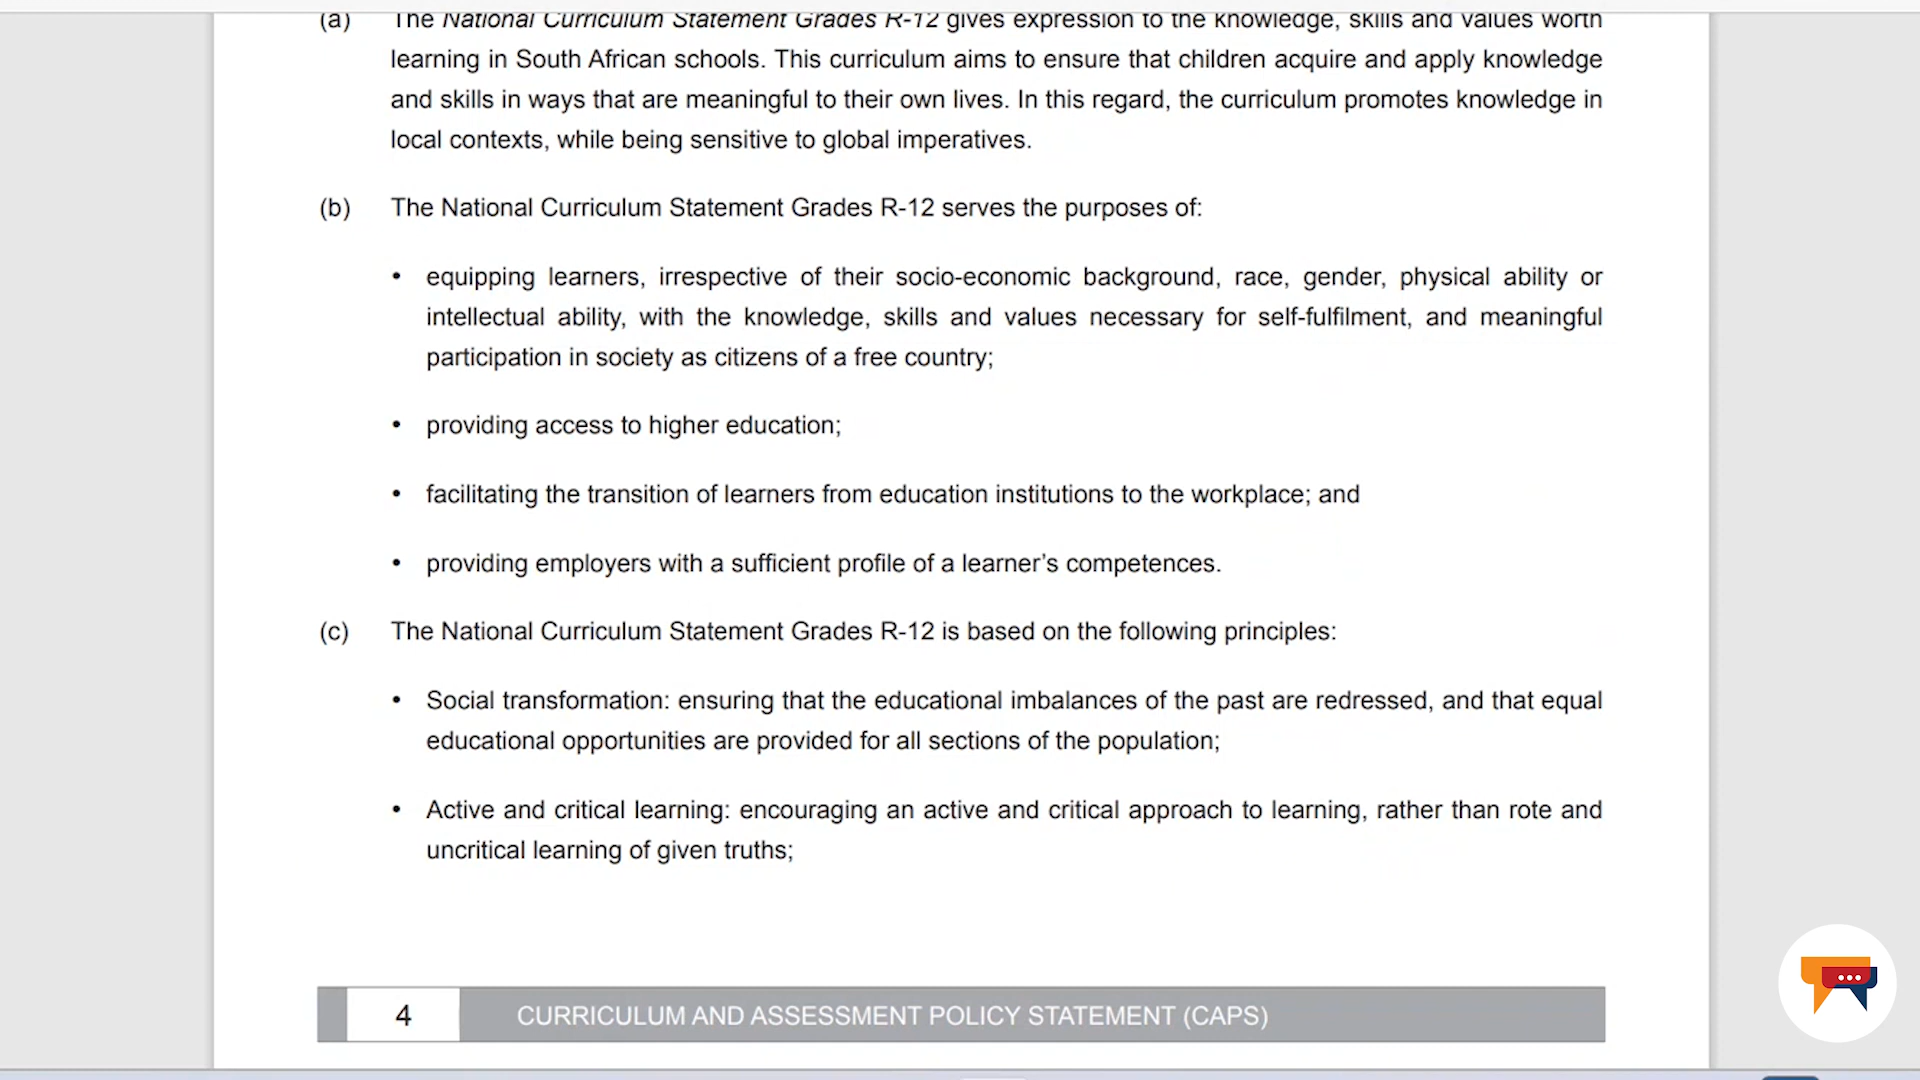 (a) The National Curriculum Statement Grades R-12 gives expression to the knowledge, skills and values worth
learning in South African schools. This curriculum aims to ensure that children acquire and apply knowledge
and skills in ways that are meaningful to their own lives. In this regard, the curriculum promotes knowledge in
local contexts, while being sensitive to global imperatives.
(b) The National Curriculum Statement Grades R-12 serves the purposes of:
• equipping learners, irrespective of their socio-economic background, race, gender, physical ability or
intellectual ability, with the knowledge, skills and values necessary for self-fulfilment, and meaningful
participation in society as citizens of a free country;
• providing access to higher education;
• facilitating the transition of learners from education institutions to the workplace; and
• providing employers with a sufficient profile of a learner’s competences.
(c) The National Curriculum Statement Grades R-12 is based on the following principles:
• Social transformation: ensuring that the educational imbalances of the past are redressed, and that equal
educational opportunities are provided for all sections of the population;
• Active and critical learning: encouraging an active and critical approach to learning, rather than rote and
uncritical learning of given truths;
4 CURRICULUM AND ASSESSMENT POLICY STATEMENT (CAPS)